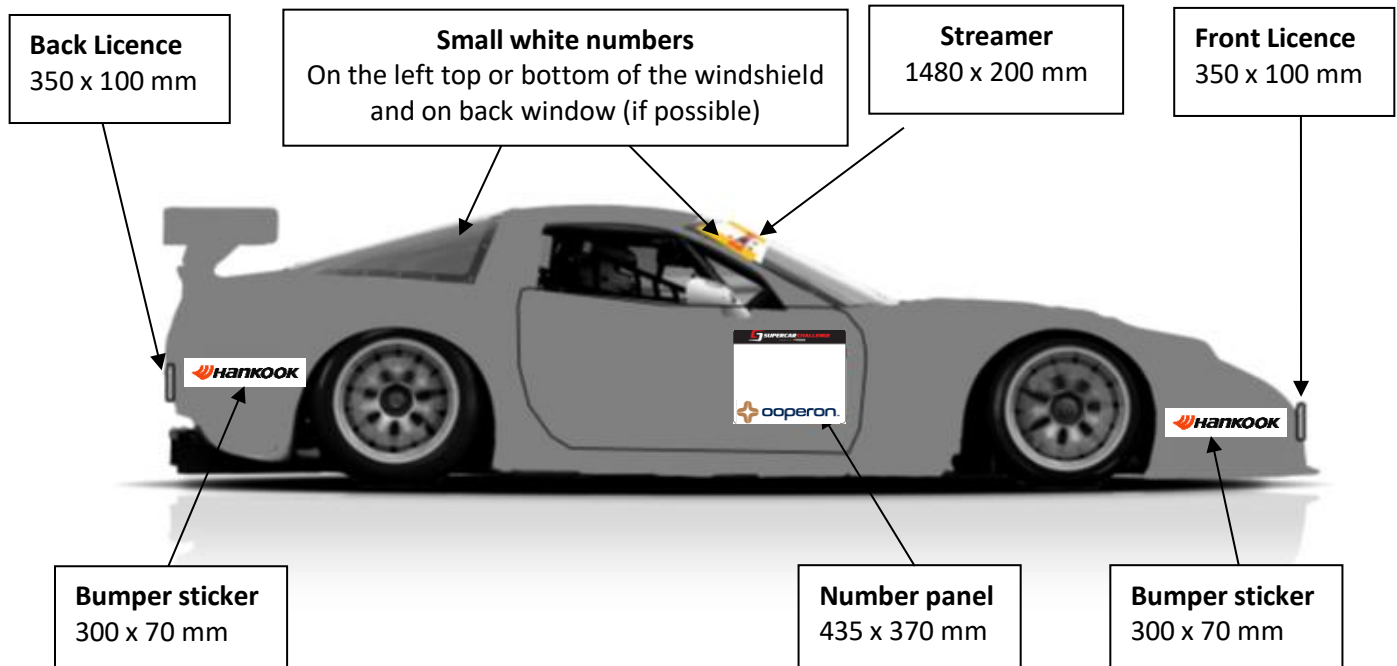 Back Licence
350 x 100 mm
Small white numbers
On the left top or bottom of the windshield
and on back window (if possible)
Streamer
1480 x 200 mm
Front Licence
350 x 100 mm
SUPERCARCHALLENGE
HANKOOK
ooperon.
HANKOOK
Bumper sticker
300 x 70 mm
Number panel
435 x 370 mm
Bumper sticker
300 x 70 mm